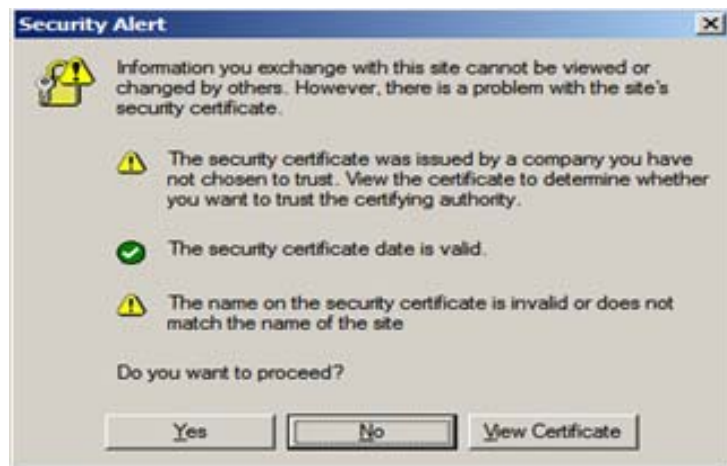 Security Alert
Information you exchange with this site cannot be viewed or
changed by others. However, there is a problem with the site's
security certificate.
The security certificate was issued by a company you have
not chosen to trust. View the certificate to determine whether
you want to trust the certifying authority.
The security certificate date is valid.
The name on the security certificate is invalid or does not
match the name of the site
Do you want to proceed?
Yes No View Certificate